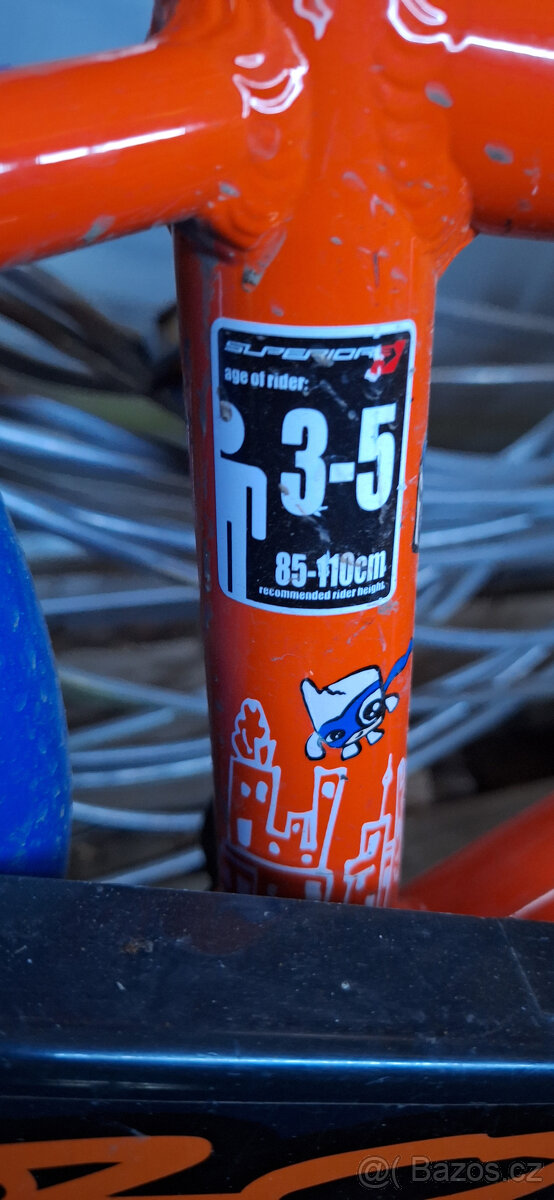 SUPERIOR
age of rider:
3-5
85-110cm
recommended rider height.
@( Bazos.cz